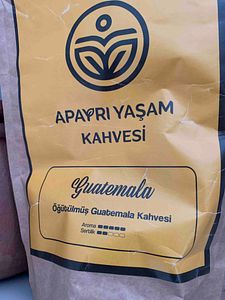 APAYRI YAŞAM
KAHVESİ
Guatemala
Öğütülmüş Guatemala Kahvesi
Aroma
Sertlik